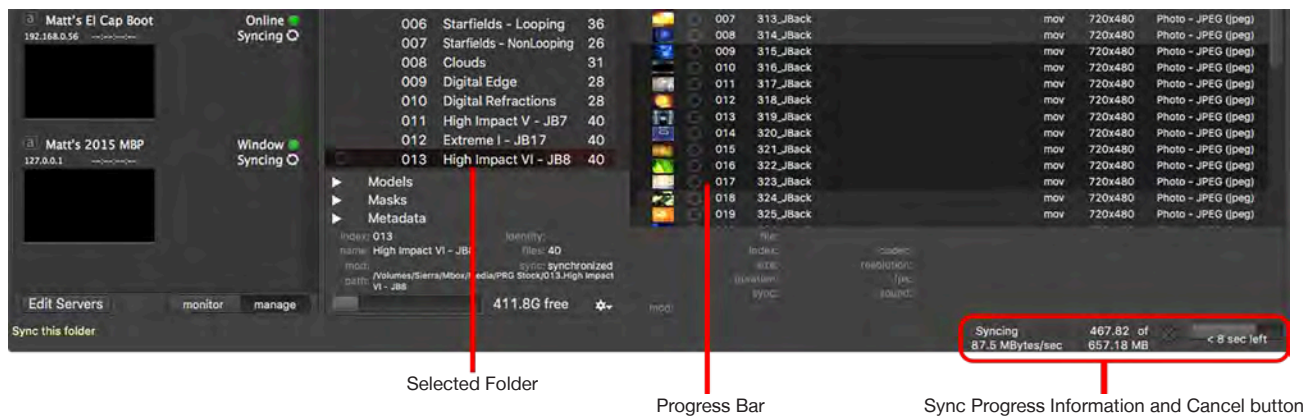 a Matt's El Cap Boot Online
192.168.0.56 --:--:--:-- Syncing
a Matt's 2015 MBP Window
127.0.0.1 --:--:--:-- Syncing
Edit Servers monitor manage
Sync this folder
006 Starfields - Looping 36
007 Starfields - NonLooping 26
008 Clouds 31
009 Digital Edge 28
010 Digital Refractions 28
011 High Impact V - JB7 40
012 Extreme I - JB17 40
013 High Impact VI - JB8 40
Models
Masks
Metadata
index: 013 identity:
name: High Impact VI - JB8 files: 40
mod: sync: synchronized
path: /Volumes/Sierra/Mbox/Media/PRG Stock/013.High Impact
VI - JB8
411.8G free
007 313_JBack mov 720x480 Photo - JPEG (jpeg)
008 314_JBack mov 720x480 Photo - JPEG (jpeg)
009 315_JBack mov 720x480 Photo - JPEG (jpeg)
010 316_JBack mov 720x480 Photo - JPEG (jpeg)
011 317_JBack mov 720x480 Photo - JPEG (jpeg)
012 318_JBack mov 720x480 Photo - JPEG (jpeg)
013 319_JBack mov 720x480 Photo - JPEG (jpeg)
014 320_JBack mov 720x480 Photo - JPEG (jpeg)
015 321_JBack mov 720x480 Photo - JPEG (jpeg)
016 322_JBack mov 720x480 Photo - JPEG (jpeg)
017 323_JBack mov 720x480 Photo - JPEG (jpeg)
018 324_JBack mov 720x480 Photo - JPEG (jpeg)
019 325_JBack mov 720x480 Photo - JPEG (jpeg)
file:
index: codec:
size: resolution:
duration: fps:
sync: sound:
mod:
Syncing 467.82 of
87.5 MBytes/sec 657.18 MB < 8 sec left
Selected Folder
Progress Bar
Sync Progress Information and Cancel button